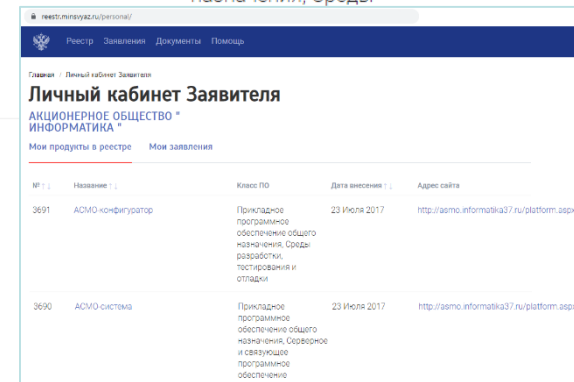 назначения, Среды
reestr.minsvyaz.ru/personal/
Реестр Заявления Документы Помощь
Главная / Личный кабинет Заявителя
Личный кабинет Заявителя
АКЦИОНЕРНОЕ ОБЩЕСТВО "
ИНФОРМАТИКА "
Мои продукты в реестре Мои заявления
№ ↑↓ Название ↑↓ Класс ПО Дата внесения ↑↓ Адрес сайта
3691 АСМО-конфигуратор Прикладное 23 Июля 2017 http://asmo.informatika37.ru/platform.aspx
программное
обеспечение общего
назначения, Среды
разработки,
тестирования и
отладки
3690 АСМО-система Прикладное 23 Июля 2017 http://asmo.informatika37.ru/platform.aspx
программное
обеспечение общего
назначения, Серверное
и связующее
программное
обеспечение